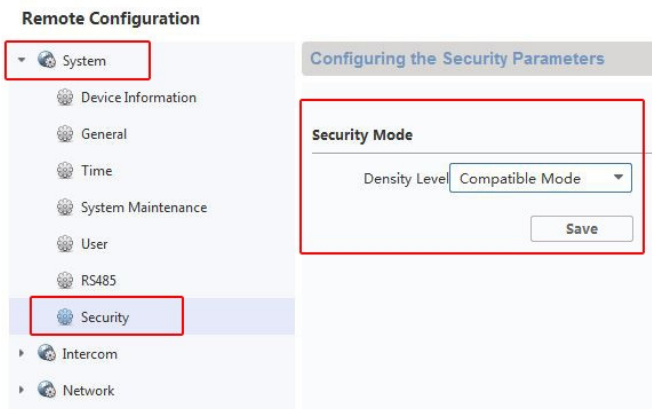 Remote Configuration
System
Device Information
General
Time
System Maintenance
User
RS485
Security
Intercom
Network
Configuring the Security Parameters
Security Mode
Density Level Compatible Mode
Save